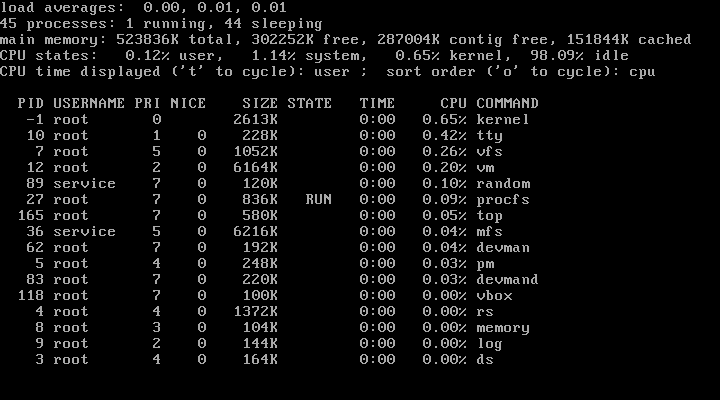 load averages:  0.00, 0.01, 0.01
45 processes: 1 running, 44 sleeping
main memory: 523836K total, 302252K free, 287004K contig free, 151844K cached
CPU states:   0.12% user,   1.14% system,   0.65% kernel,  98.09% idle
CPU time displayed ('t' to cycle): user ;  sort order ('o' to cycle): cpu

  PID USERNAME PRI NICE    SIZE STATE   TIME     CPU COMMAND
   -1 root       0        2613K         0:00   0.65% kernel
   10 root       1    0    228K         0:00   0.42% tty
    7 root       5    0   1052K         0:00   0.26% vfs
   12 root       2    0   6164K         0:00   0.20% vm
   89 service    7    0    120K         0:00   0.10% random
   27 root       7    0    836K   RUN   0:00   0.09% procfs
  165 root       7    0    580K         0:00   0.05% top
   36 service    5    0   6216K         0:00   0.04% mfs
   62 root       7    0    192K         0:00   0.04% devman
    5 root       4    0    248K         0:00   0.03% pm
   83 root       7    0    220K         0:00   0.03% devmand
  118 root       7    0    100K         0:00   0.00% vbox
    4 root       4    0   1372K         0:00   0.00% rs
    8 root       3    0    104K         0:00   0.00% memory
    9 root       2    0    144K         0:00   0.00% log
    3 root       4    0    164K         0:00   0.00% ds